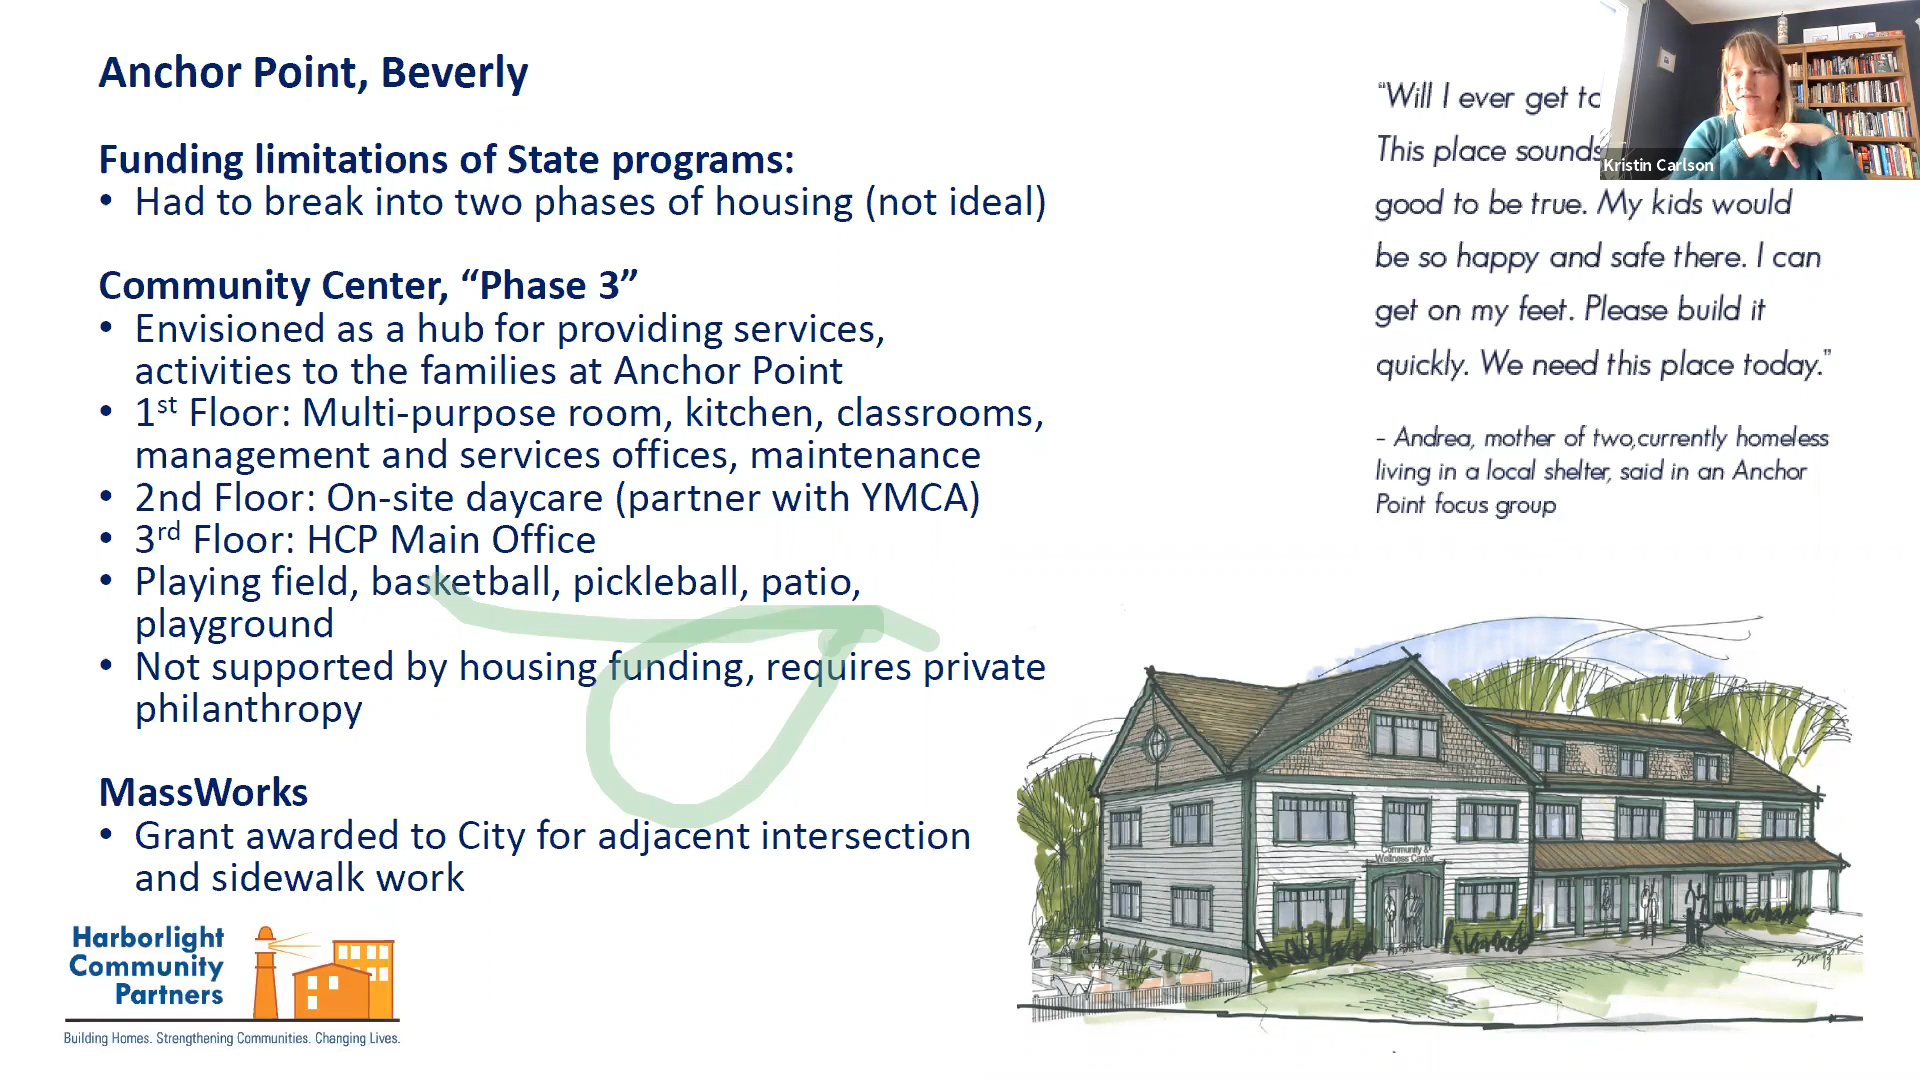 Anchor Point, Beverly
Funding limitations of State programs:
• Had to break into two phases of housing (not ideal)
Community Center, “Phase 3”
• Envisioned as a hub for providing services,
activities to the families at Anchor Point
• 1st Floor: Multi-purpose room, kitchen, classrooms,
management and services offices, maintenance
• 2nd Floor: On-site daycare (partner with YMCA)
• 3rd Floor: HCP Main Office
• Playing field, basketball, pickleball, patio,
playground
• Not supported by housing funding, requires private
philanthropy
MassWorks
• Grant awarded to City for adjacent intersection
and sidewalk work
Harborlight
Community
Partners
Building Homes. Strengthening Communities. Changing Lives.
“Will I ever get
This place sounds
good to be true. My kids would
be so happy and safe there. I can
get on my feet. Please build it
quickly. We need this place today.”
– Andrea, mother of two,currently homeless
living in a local shelter, said in an Anchor
Point focus group
Kristin Carlson
Community &
Wellness Center